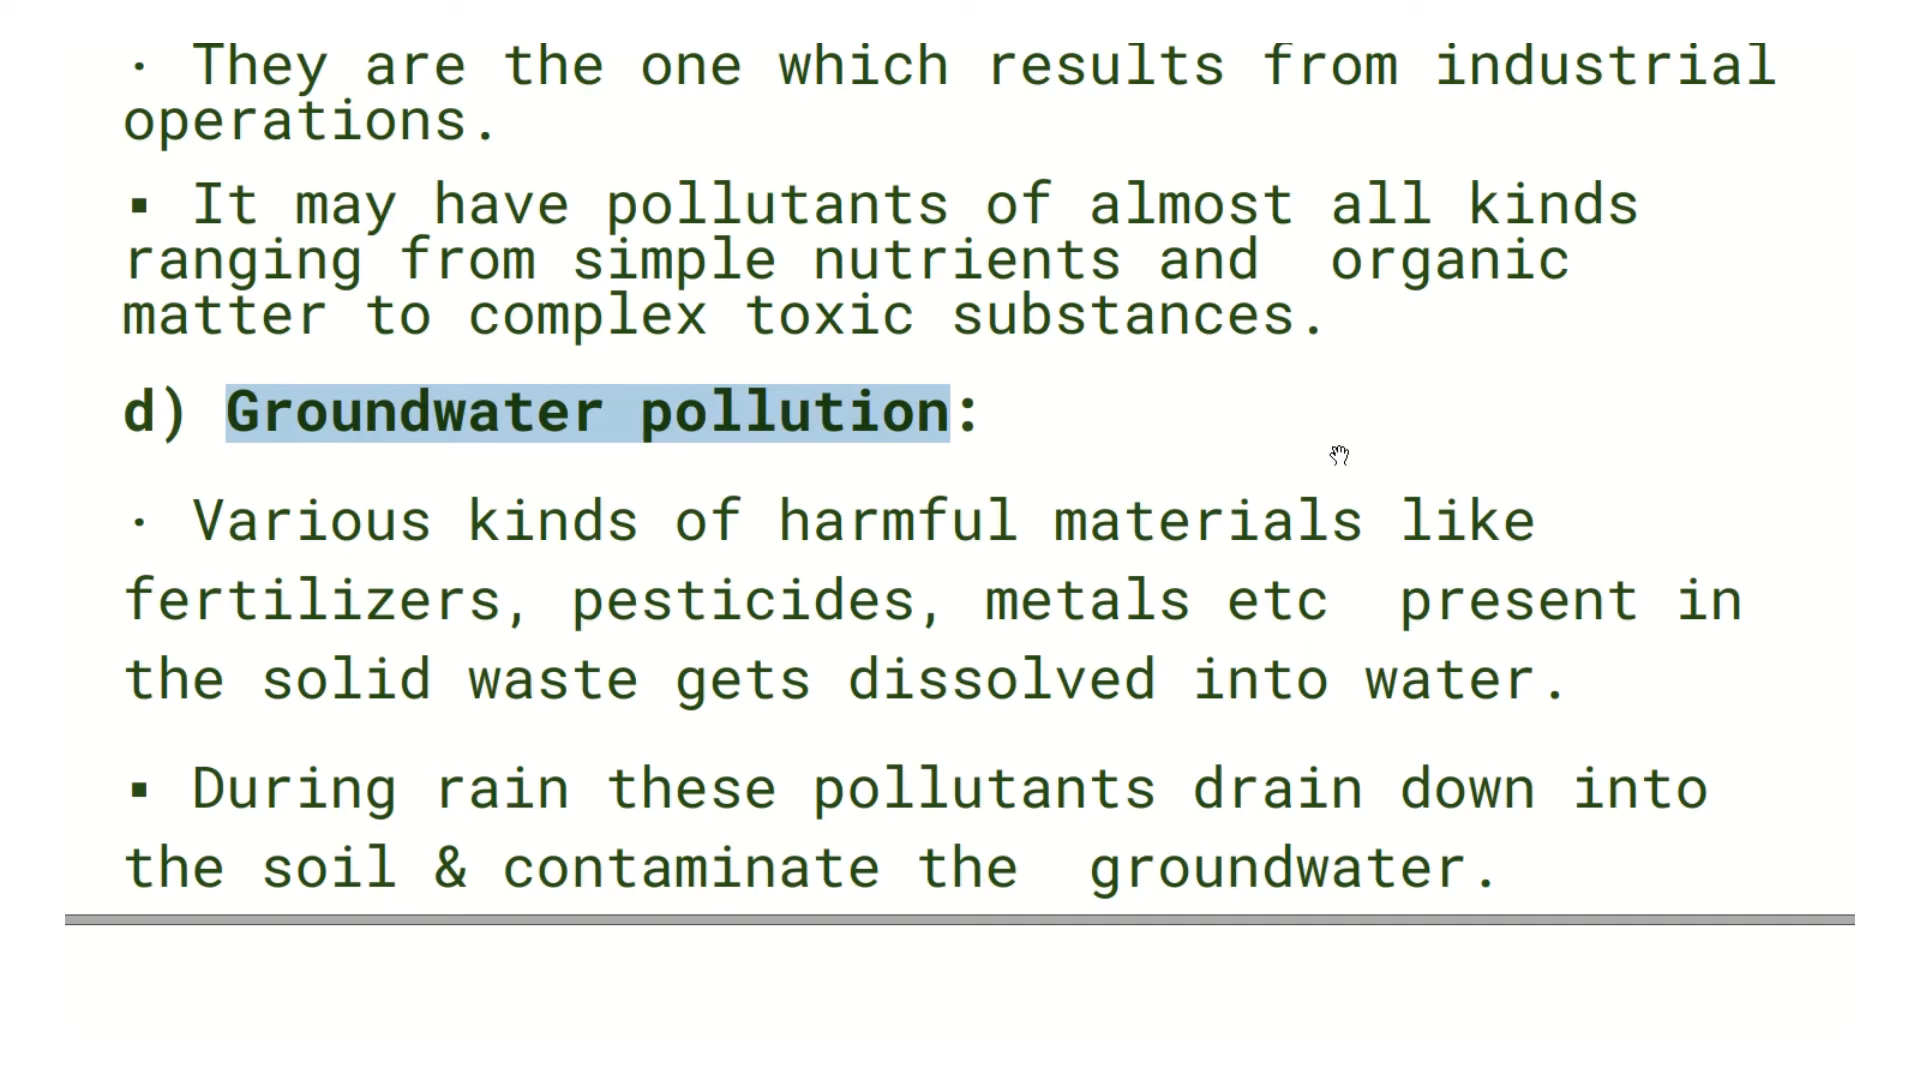 · They are the one which results from industrial
operations.
▪ It may have pollutants of almost all kinds
ranging from simple nutrients and organic
matter to complex toxic substances.
d) Groundwater pollution:
· Various kinds of harmful materials like
fertilizers, pesticides, metals etc present in
the solid waste gets dissolved into water.
▪ During rain these pollutants drain down into
the soil & contaminate the groundwater.